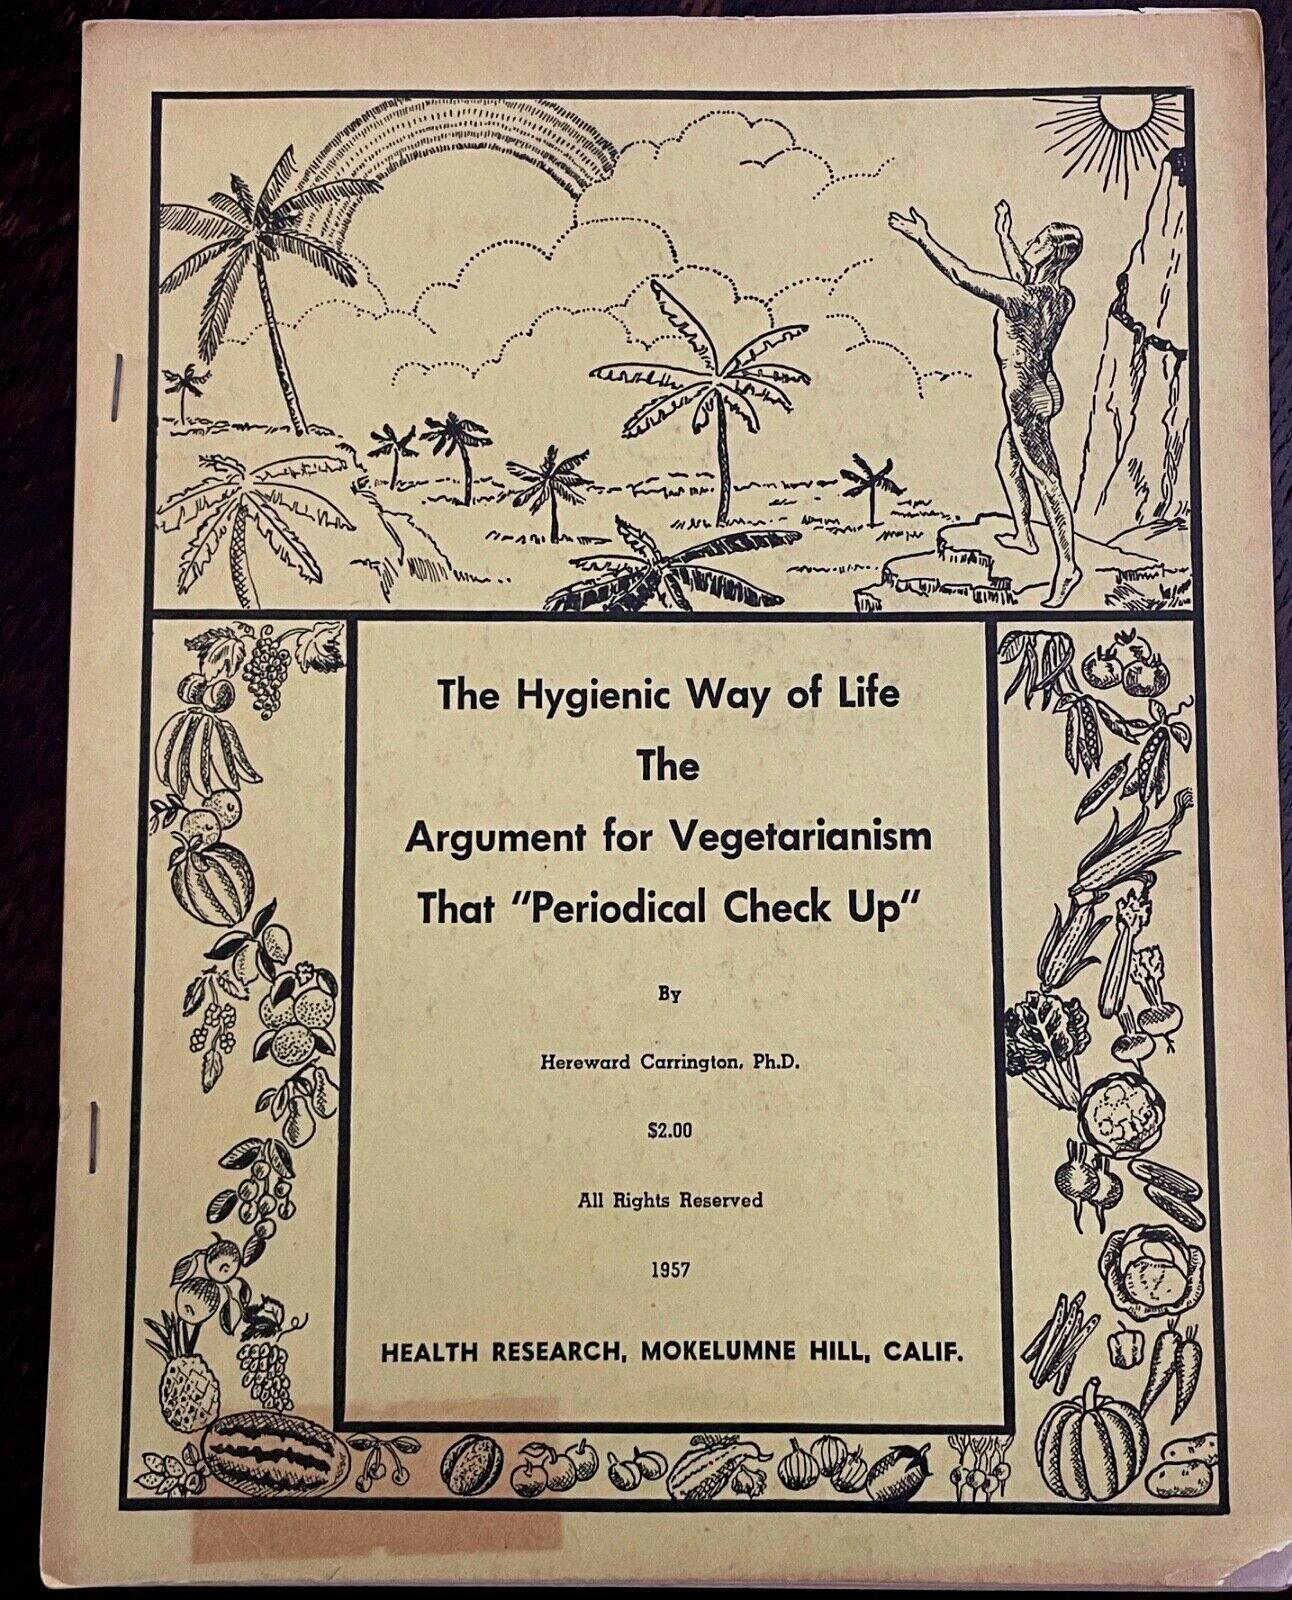 The Hygienic Way of Life
The
Argument for Vegetarianism
That "Periodical Check Up"
By
Hereward Carrington, Ph.D.
$2.00
All Rights Reserved
1957
HEALTH RESEARCH, MOKELUMNE HILL, CALIF.